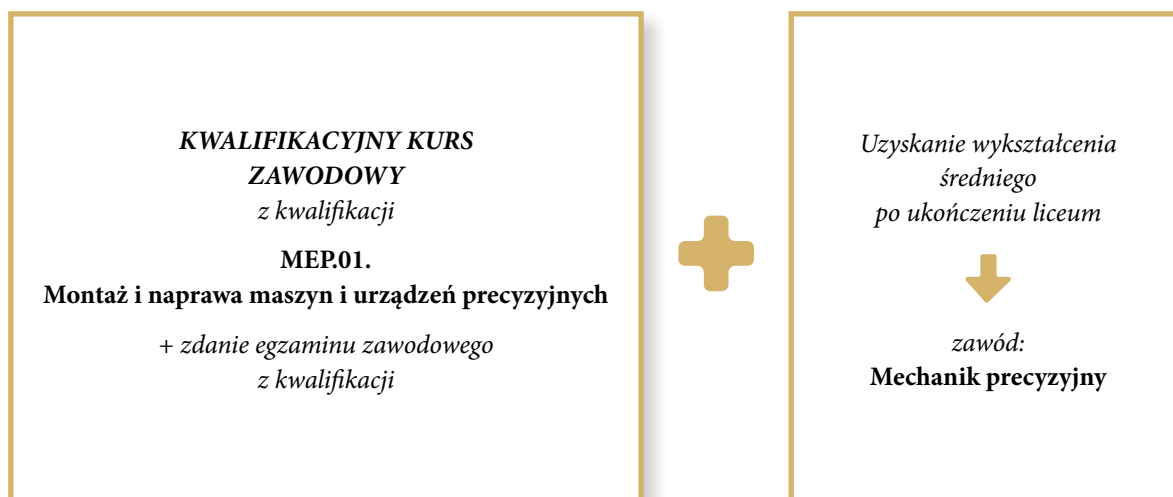 KWALIFIKACYJNY KURS
ZAWODOWY
z kwalifikacji
MEP.01.
Montaż i naprawa maszyn i urządzeń precyzyjnych
+ zdanie egzaminu zawodowego
z kwalifikacji
Uzyskanie wykształcenia
średniego
po ukończeniu liceum
zawód:
Mechanik precyzyjny